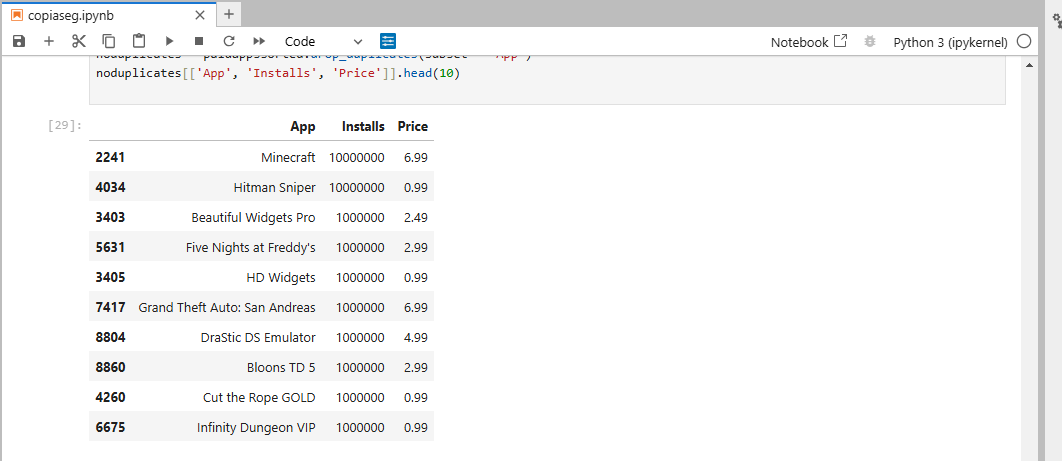 copiaseg.ipynb
Code
Notebook
Python 3 (ipykernel)
noduplicates[['App', 'Installs', 'Price']].head(10)
[29]:
App Installs Price
2241 Minecraft 10000000 6.99
4034 Hitman Sniper 10000000 0.99
3403 Beautiful Widgets Pro 1000000 2.49
5631 Five Nights at Freddy's 1000000 2.99
3405 HD Widgets 1000000 0.99
7417 Grand Theft Auto: San Andreas 1000000 6.99
8804 DraStic DS Emulator 1000000 4.99
8860 Bloons TD 5 1000000 2.99
4260 Cut the Rope GOLD 1000000 0.99
6675 Infinity Dungeon VIP 1000000 0.99